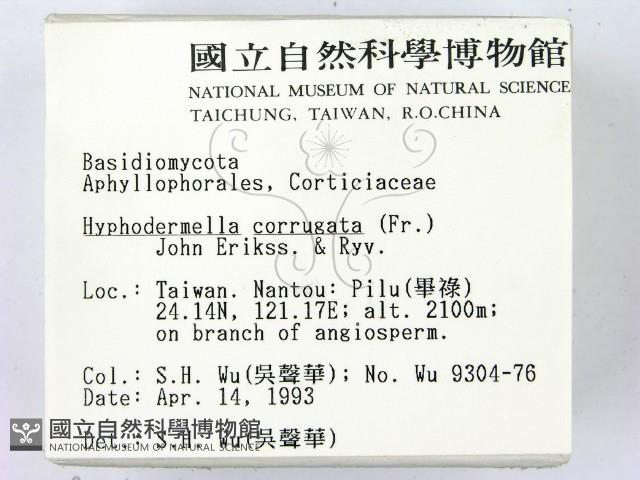 國立自然科學博物館
NATIONAL MUSEUM OF NATURAL SCIENCE
TAICHUNG, TAIWAN, R.O.CHINA
Basidiomycota
Aphyllophorales, Corticiaceae
Hyphodermella corrugata (Fr.)
John Erikss. & Ryv.
Loc.: Taiwan. Nantou: Pilu(畢祿)
24.14N, 121.17E; alt. 2100m;
on branch of angiosperm.
Col.: S.H. Wu(吳聲華); No. Wu 9304-76
Date: Apr. 14, 1993
Det.: S.H. Wu(吳聲華)
國立自然科學博物館
NATIONAL MUSEUM OF NATURAL SCIENCE